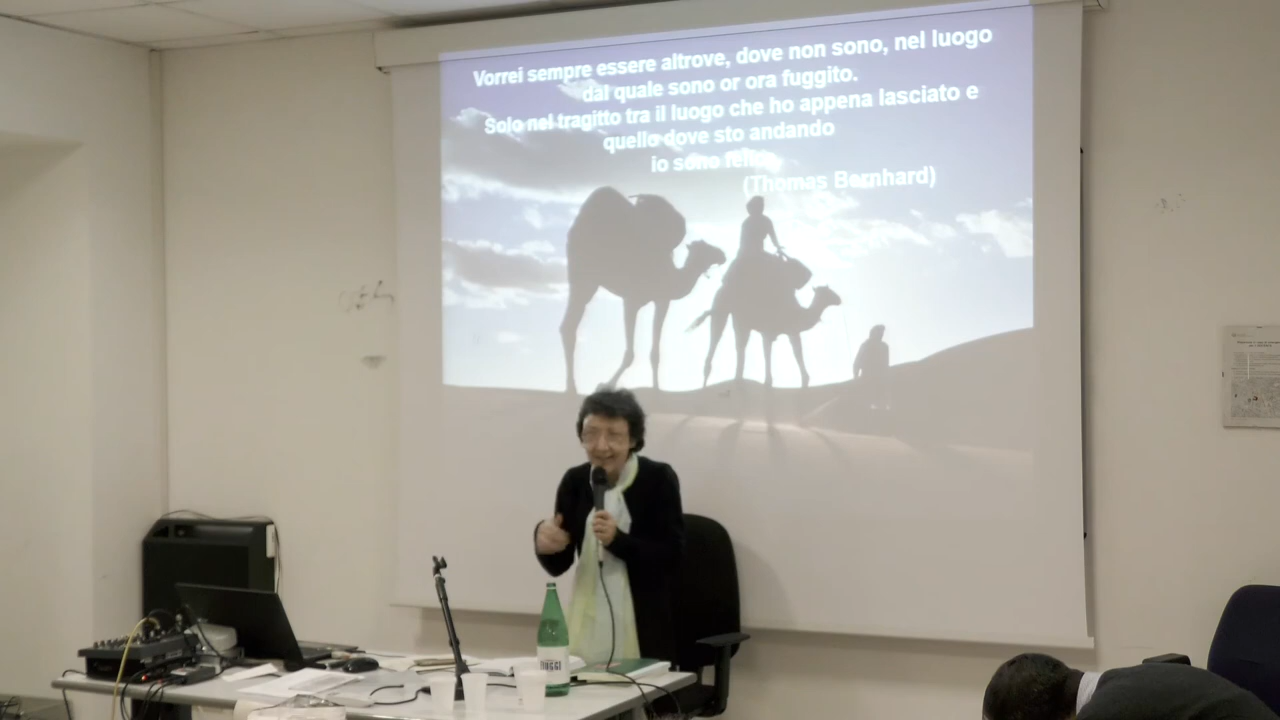 Vorrei sempre essere altrove, dove non sono, nel luogo
dal quale sono or ora fuggito.
Solo nel tragitto tra il luogo che ho appena lasciato e
quello dove sto andando
io sono
(Thomas Bernhard)